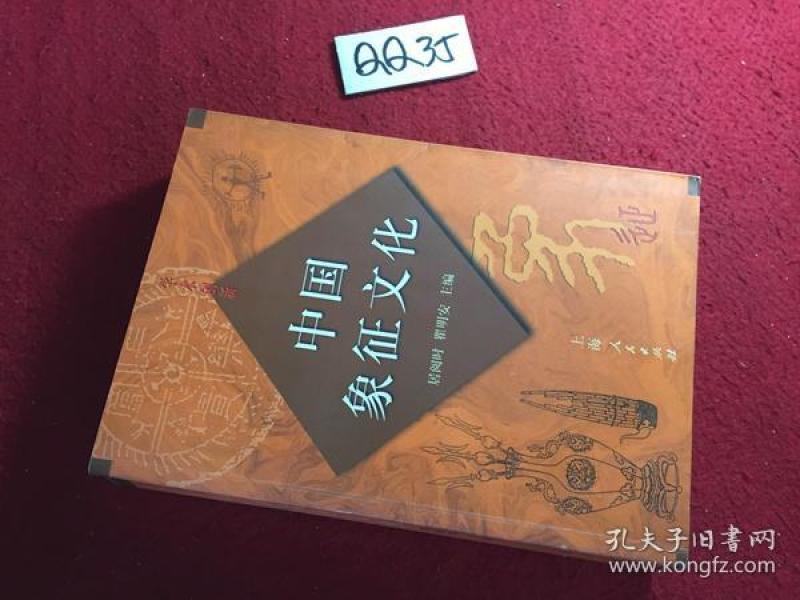 QQ35
中国
象征文化
居阅时 瞿明安 主编
上海人民出版社
孔夫子旧書网
www.kongfz.com